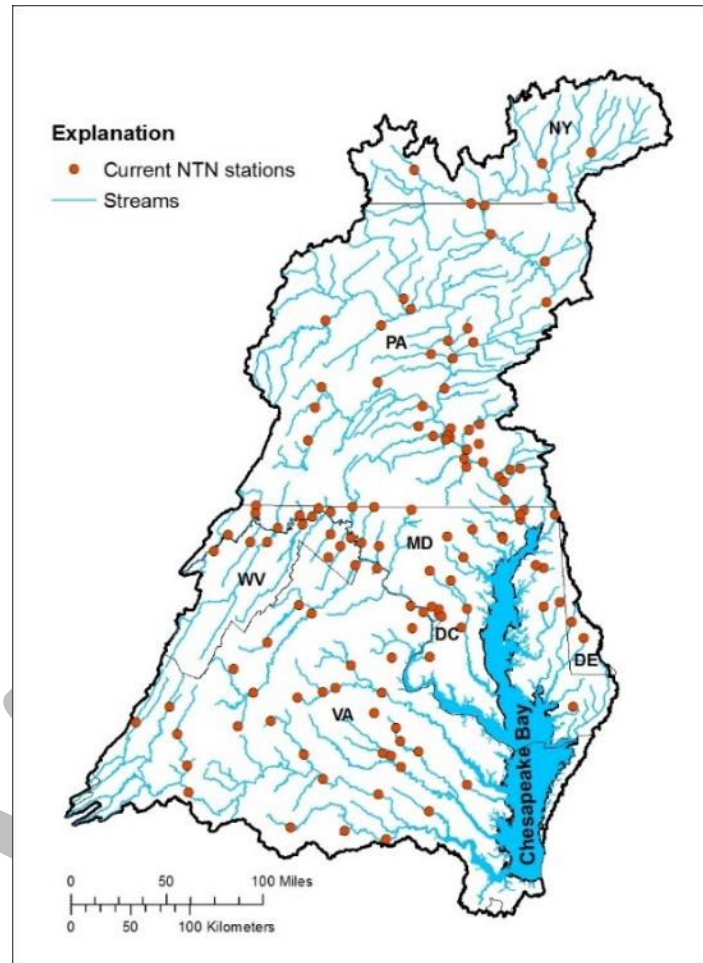 Explanation
Current NTN stations
Streams
NY
PA
MD
WV
DC
DE
VA
Chesapeake Bay
0 50 100 Miles
0 50 100 Kilometers